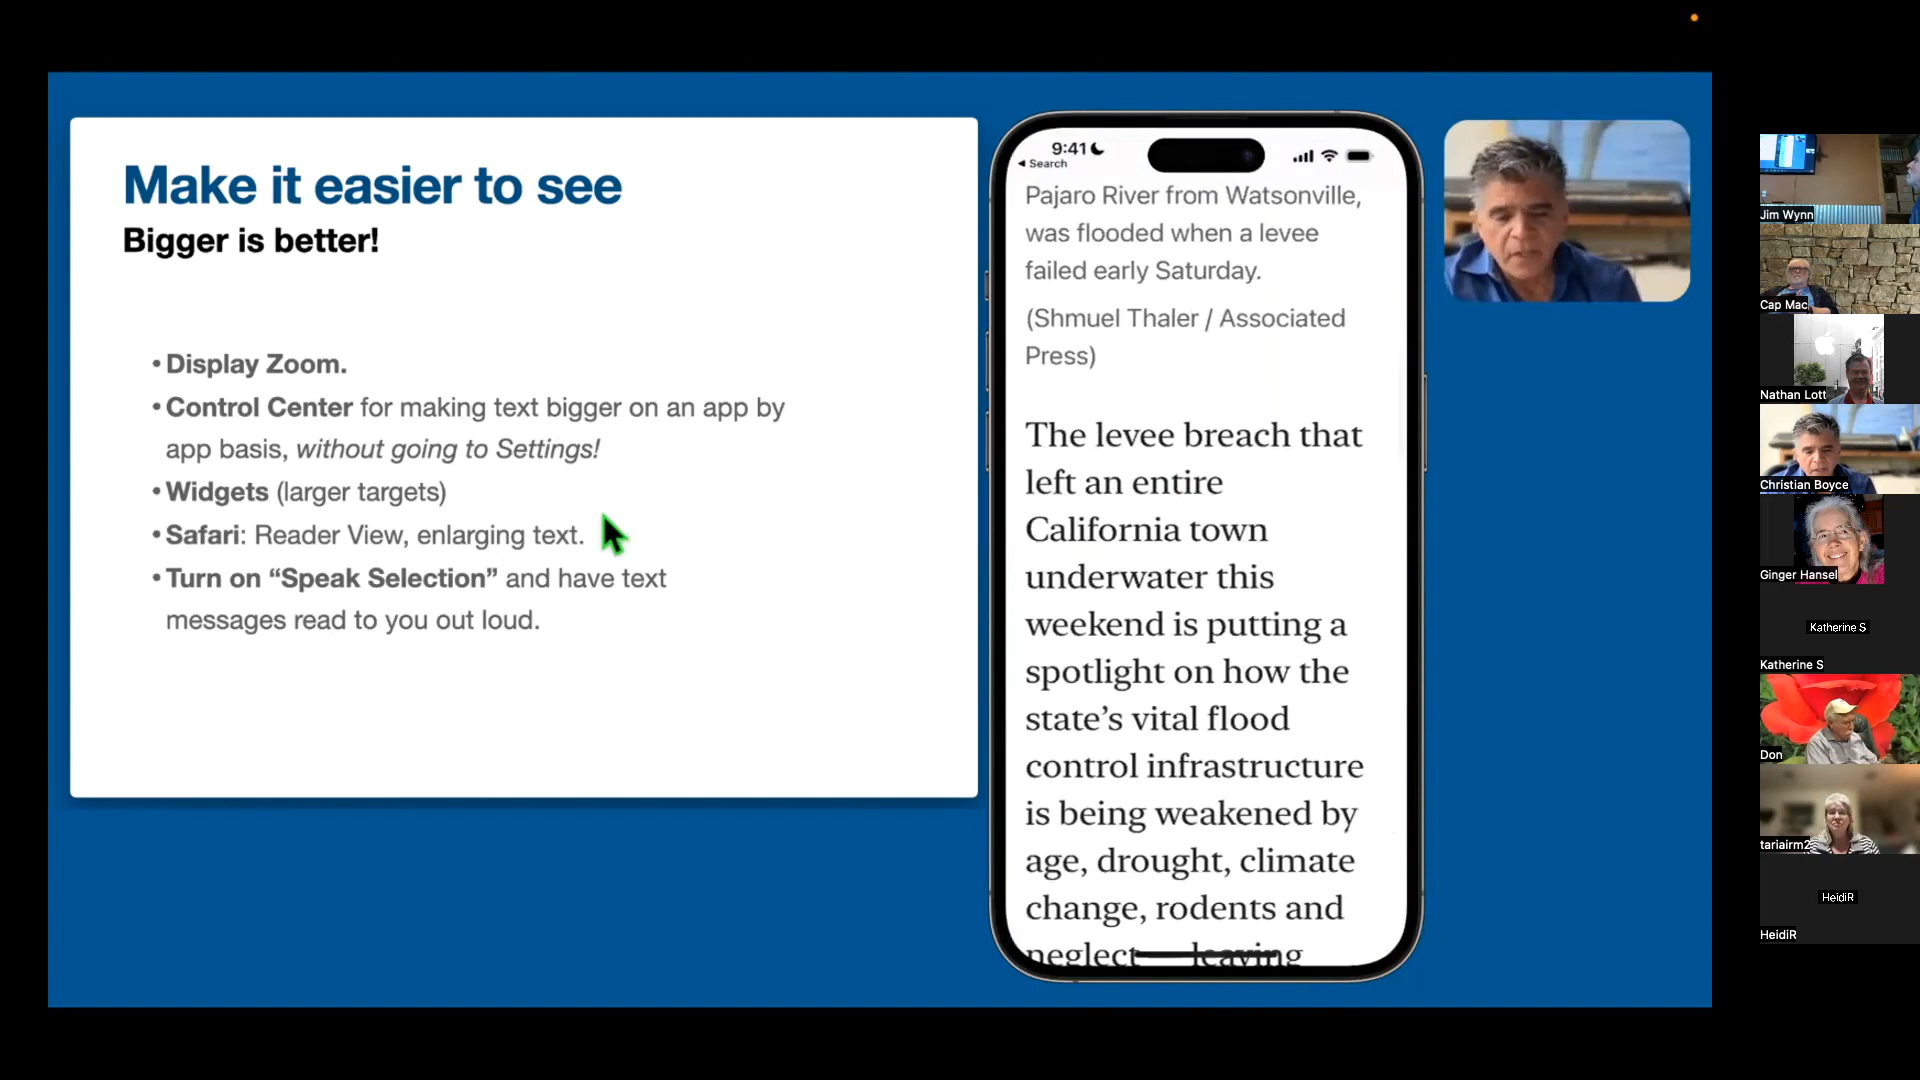 Make it easier to see
Bigger is better!
• Display Zoom.
• Control Center for making text bigger on an app by
app basis, without going to Settings!
• Widgets (larger targets)
• Safari: Reader View, enlarging text.
• Turn on “Speak Selection” and have text
messages read to you out loud.
9:41
Search
Pajaro River from Watsonville,
was flooded when a levee
failed early Saturday.
(Shmuel Thaler / Associated
Press)
The levee breach that
left an entire
California town
underwater this
weekend is putting a
spotlight on how the
state’s vital flood
control infrastructure
is being weakened by
age, drought, climate
change, rodents and
neglect — leaving
Jim Wynn
Cap Mac
Nathan Lott
Christian Boyce
Ginger Hansel
Katherine S
Katherine S
Don
tariairm2
HeidiR
HeidiR